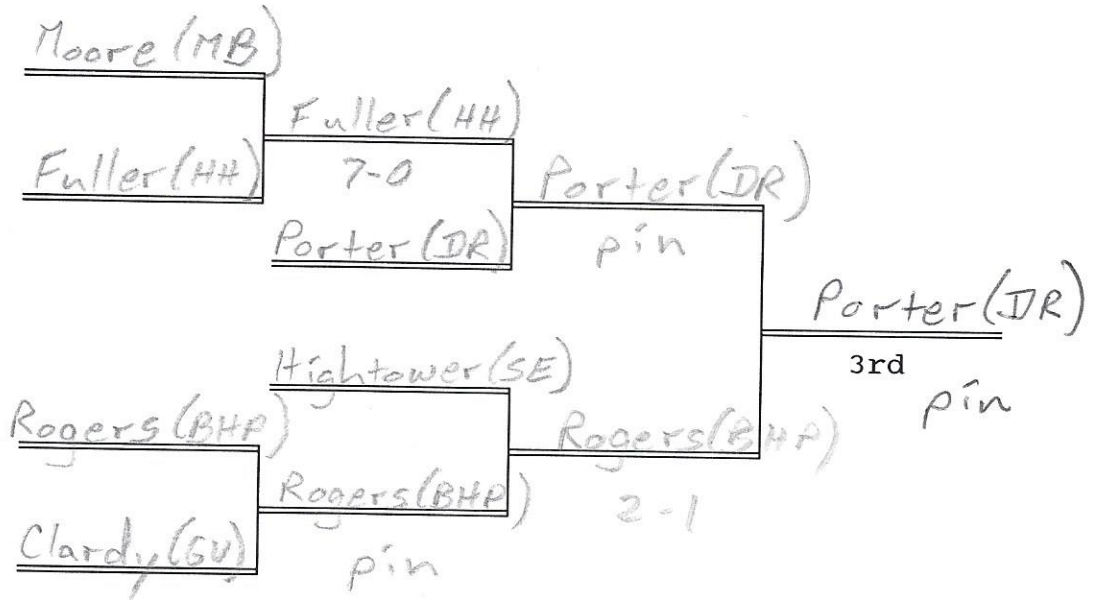 Moore (MB)
Fuller (HH)
Fuller (HH)
7-0
Porter (DR)
Porter (DR)
pin
Hightower (SE)
Rogers (BHP)
Clardy (GV)
Rogers (BHP)
pin
Rogers (BHP)
2-1
Porter (DR)
3rd
pin